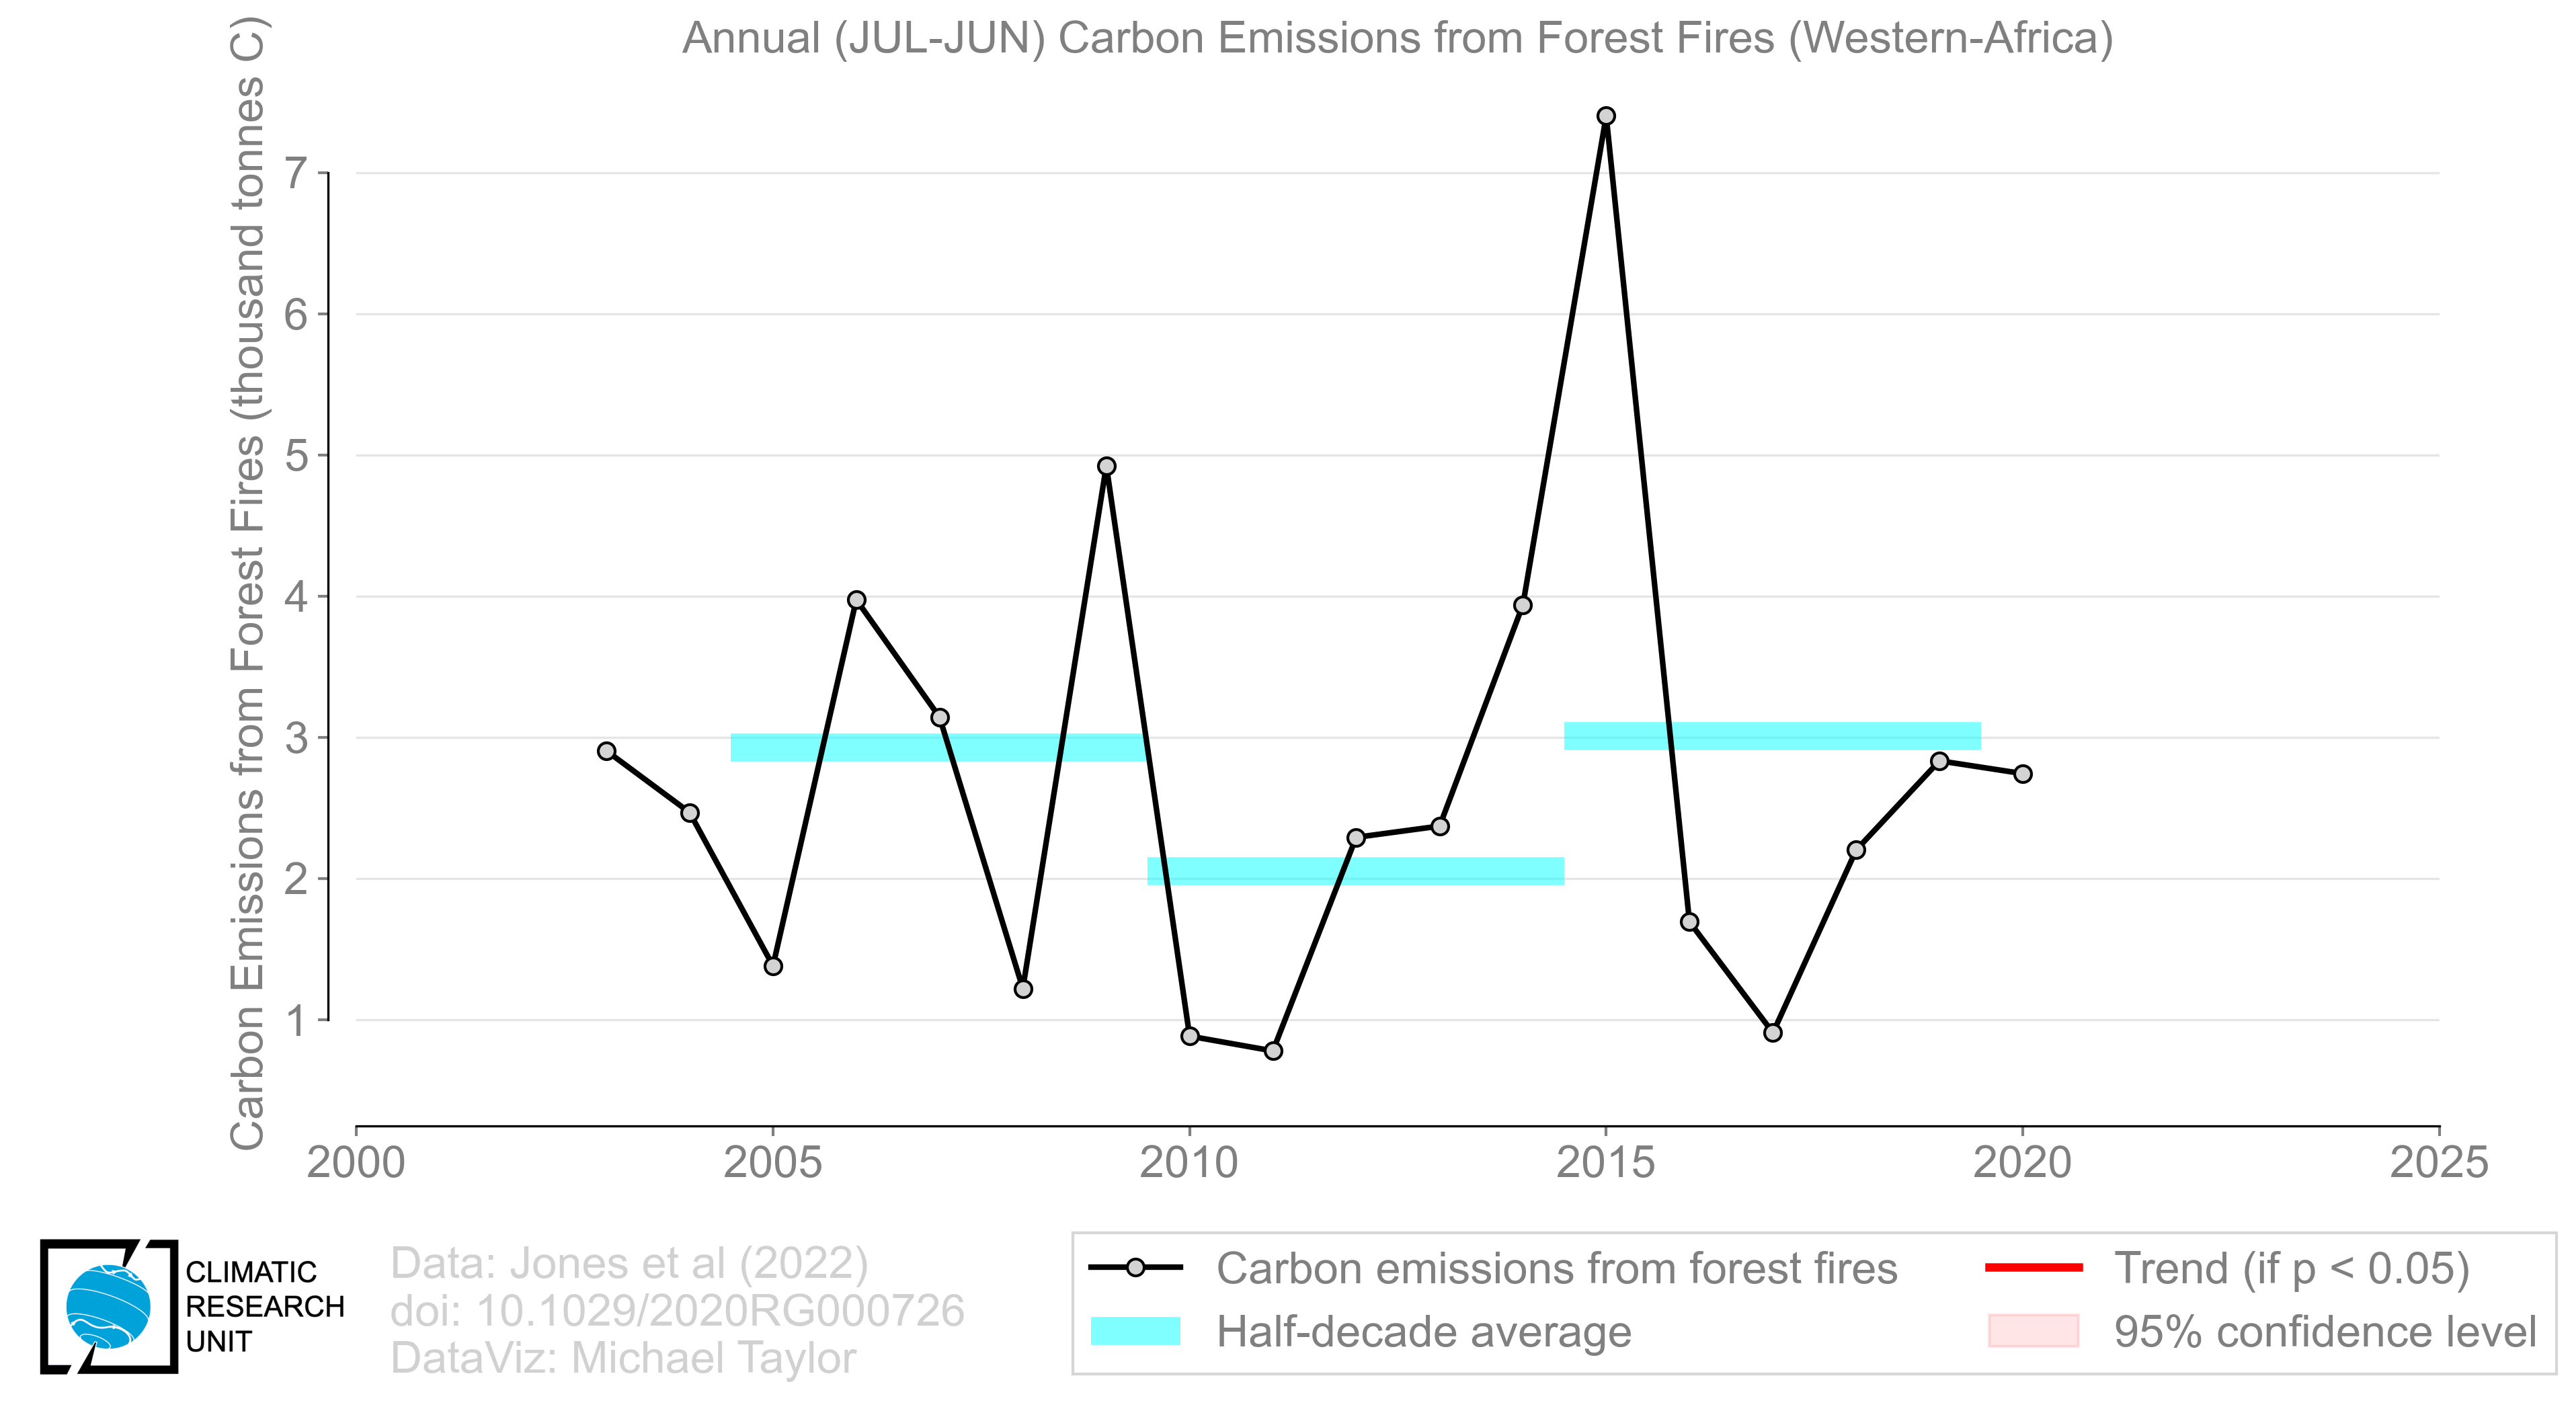 Annual (JUL-JUN) Carbon Emissions from Forest Fires (Western-Africa)
Carbon Emissions from Forest Fires (thousand tonnes C)
7
6
5
4
3
2
1
2000
2005
2010
2015
2020
2025
CLIMATIC
RESEARCH
UNIT
Data: Jones et al (2022)
doi: 10.1029/2020RG000726
DataViz: Michael Taylor
Carbon emissions from forest fires
Half-decade average
Trend (if p < 0.05)
95% confidence level